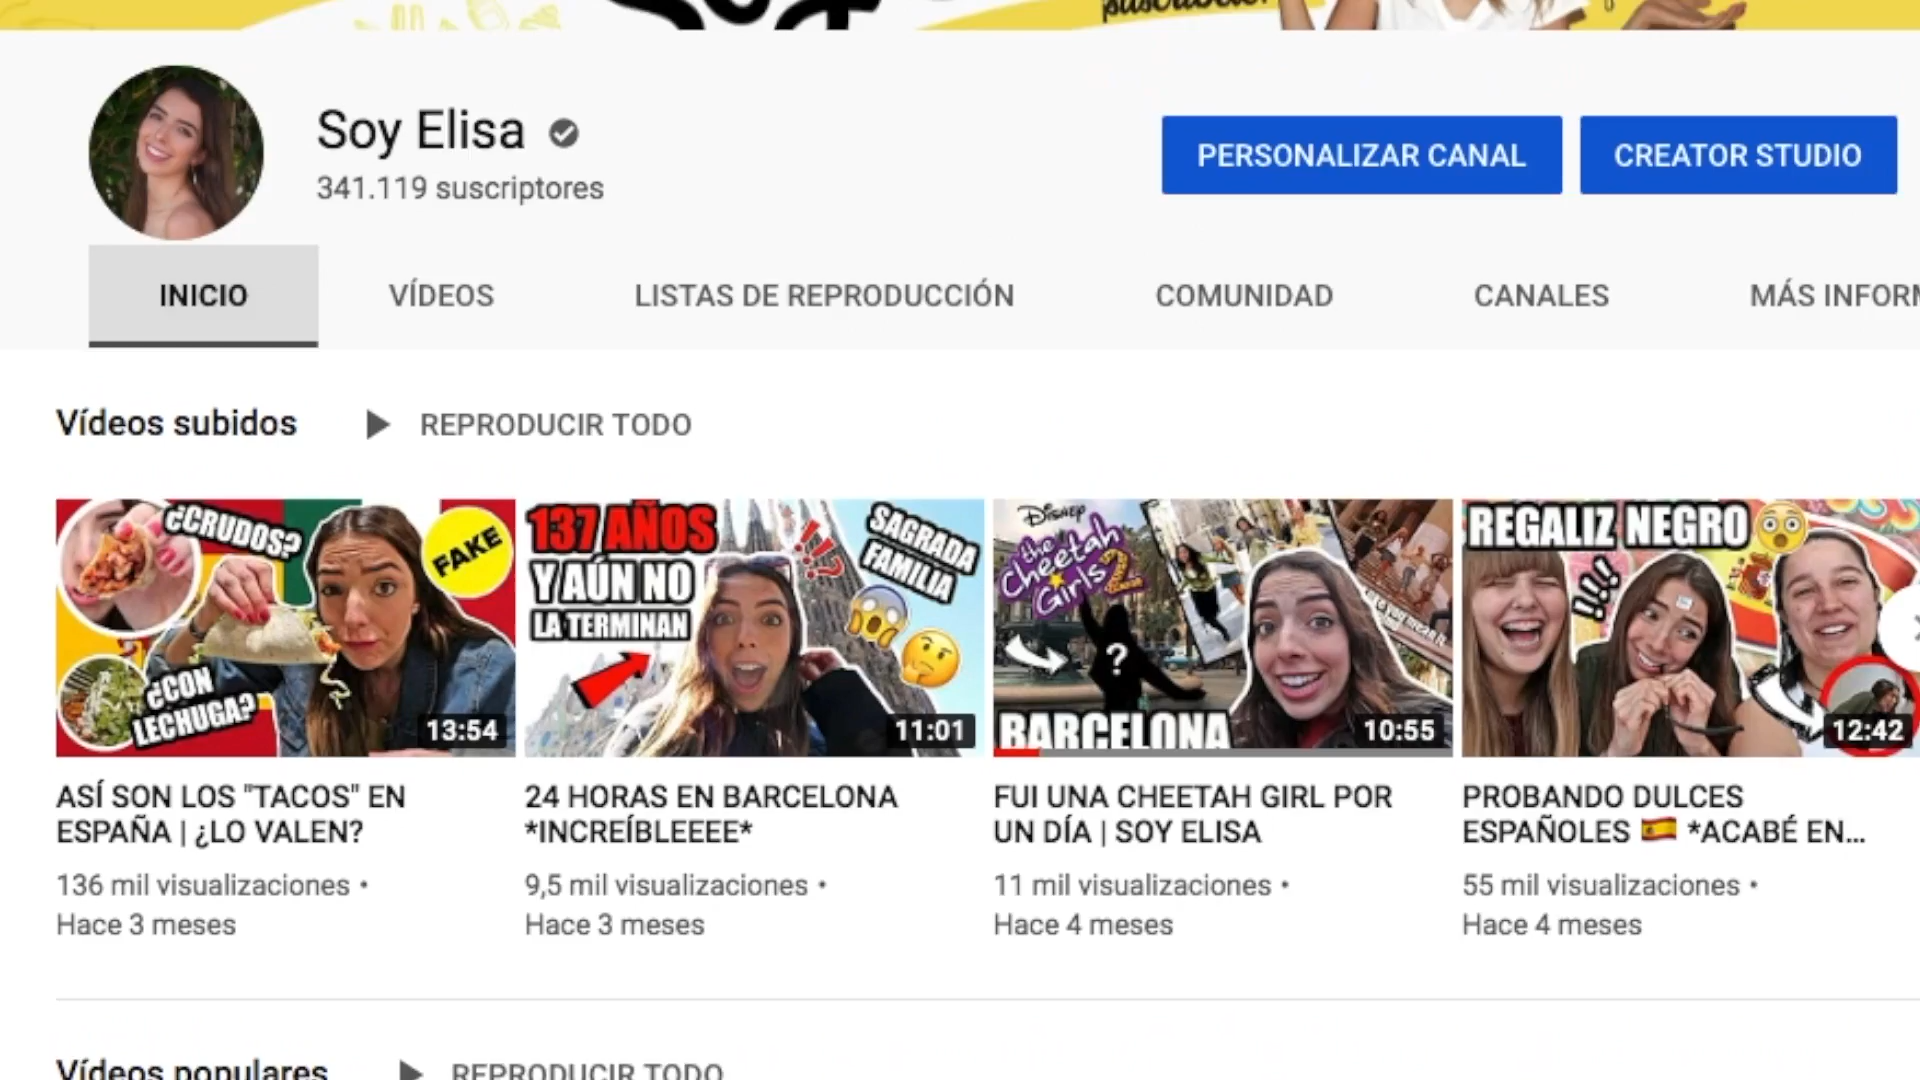 Soy Elisa
341.119 suscriptores
PERSONALIZAR CANAL
CREATOR STUDIO
INICIO
VÍDEOS
LISTAS DE REPRODUCCIÓN
COMUNIDAD
CANALES
MÁS
Vídeos subidos
REPRODUCIR TODO
¿CRUDOS?
FAKE
¿CON
LECHUGA?
13:54
137 AÑOS
Y AÚN NO
LA TERMINAN
!!?
SAGRADA
FAMILIA
11:01
Disney
the
Cheetah
Girls 2
?
BARCELONA
10:55
REGALIZ NEGRO
!!!
12:42
ASÍ SON LOS "TACOS" EN
ESPAÑA | ¿LO VALEN?
136 mil visualizaciones •
Hace 3 meses
24 HORAS EN BARCELONA
*INCREÍBLEEEE*
9,5 mil visualizaciones •
Hace 3 meses
FUI UNA CHEETAH GIRL POR
UN DÍA | SOY ELISA
11 mil visualizaciones •
Hace 4 meses
PROBANDO DULCES
ESPAÑOLES 🇪🇸 *ACABÉ EN...
55 mil visualizaciones •
Hace 4 meses
Vídeos populares
REPRODUCIR TODO